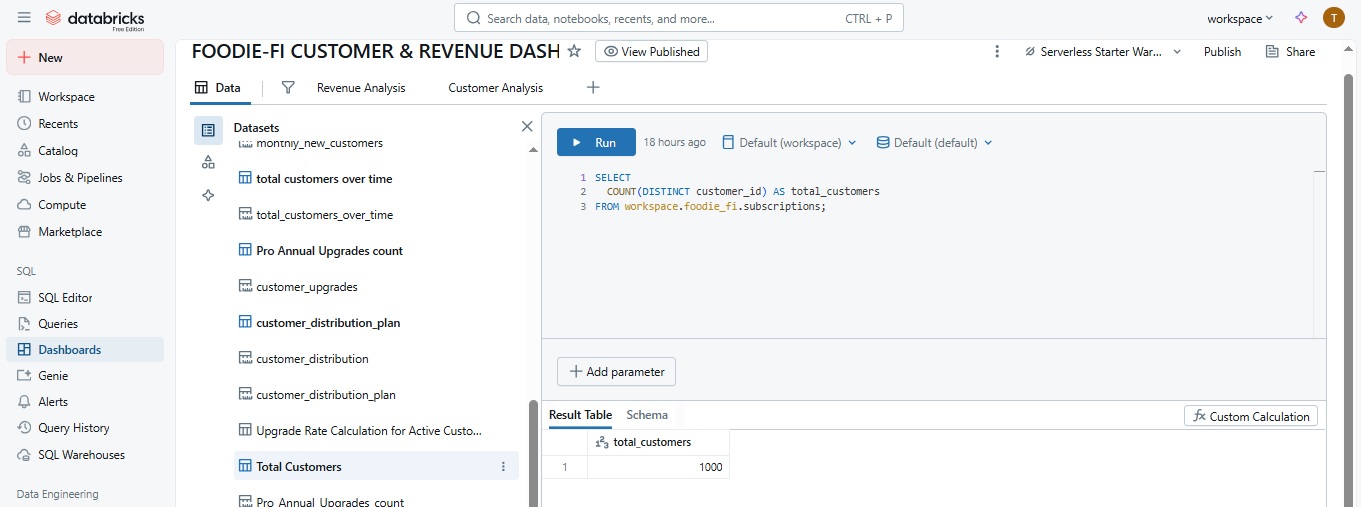 databricks
Free Edition
Search data, notebooks, recents, and more...
CTRL + P
workspace
T
New
Workspace
Recents
Catalog
Jobs & Pipelines
Compute
Marketplace
SQL
SQL Editor
Queries
Dashboards
Genie
Alerts
Query History
SQL Warehouses
Data Engineering
FOODIE-FI CUSTOMER & REVENUE DASH
View Published
Serverless Starter War...
Publish
Share
Data
Revenue Analysis
Customer Analysis
Datasets
monthly_new_customers
total customers over time
total_customers_over_time
Pro Annual Upgrades count
customer_upgrades
customer_distribution_plan
customer_distribution
customer_distribution_plan
Upgrade Rate Calculation for Active Custo...
Total Customers
Pro_Annual_Upgrades_count
Run
18 hours ago
Default (workspace)
Default (default)
1 SELECT
2 COUNT(DISTINCT customer_id) AS total_customers
3 FROM workspace.foodie_fi.subscriptions;
Add parameter
Result Table
Schema
fx Custom Calculation
123 total_customers
1 1000